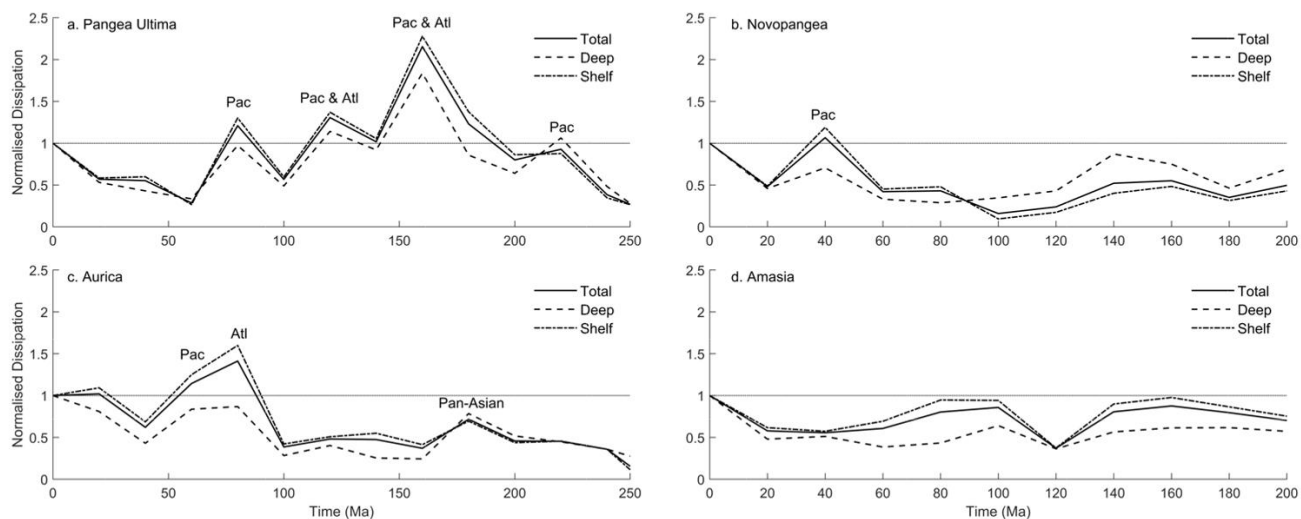 a. Pangea Ultima
Pac
Pac & Atl
Pac & Atl
Pac
Total
Deep
Shelf
Normalised Dissipation
2.5
2
1.5
1
0.5
0
0
50
100
150
200
250
b. Novopangea
Pac
Total
Deep
Shelf
2.5
2
1.5
1
0.5
0
0
20
40
60
80
100
120
140
160
180
200
c. Aurica
Pac
Atl
Pan-Asian
Total
Deep
Shelf
Normalised Dissipation
2.5
2
1.5
1
0.5
0
0
50
100
150
200
250
Time (Ma)
d. Amasia
Total
Deep
Shelf
2.5
2
1.5
1
0.5
0
0
20
40
60
80
100
120
140
160
180
200
Time (Ma)